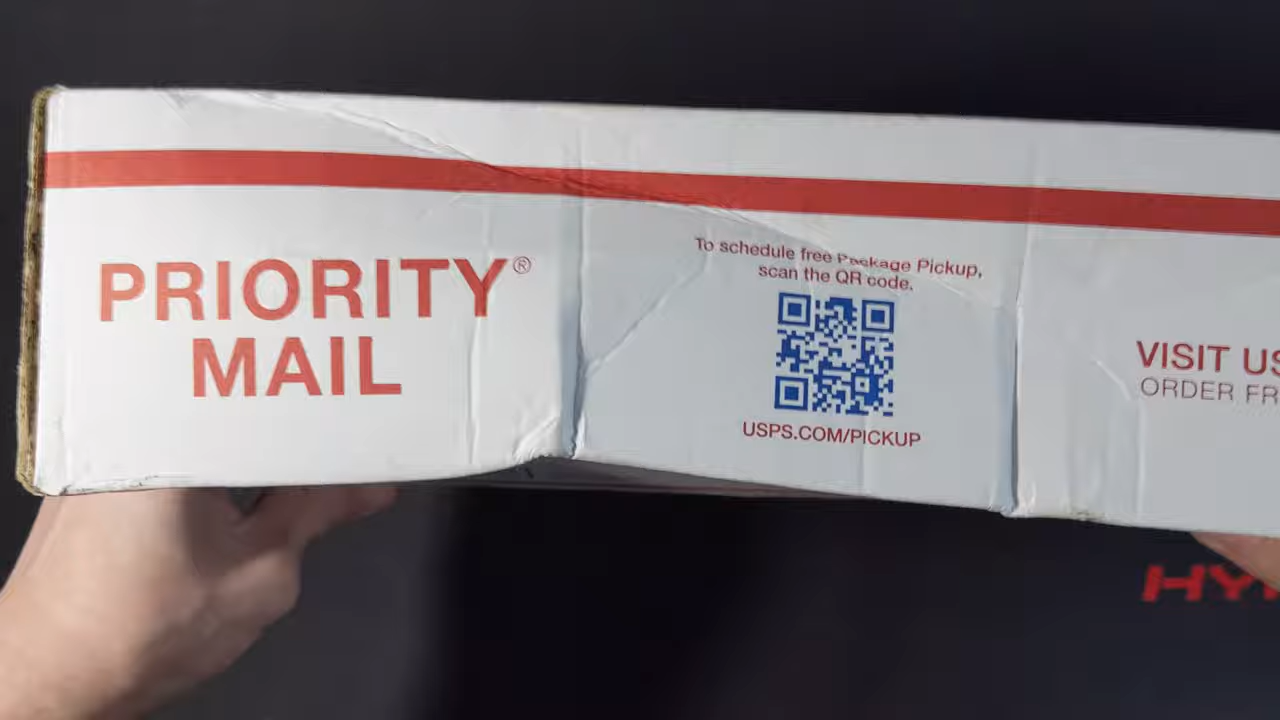 PRIORITY®
MAIL
To schedule free Package Pickup,
scan the QR code.
USPS.COM/PICKUP
VISIT US
ORDER FR
HY